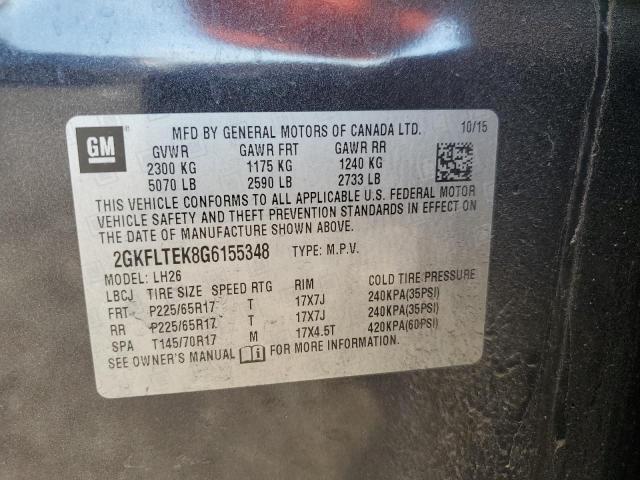 GM
MFD BY GENERAL MOTORS OF CANADA LTD. 10/15
GVWR GAWR FRT GAWR RR
2300 KG 1175 KG 1240 KG
5070 LB 2590 LB 2733 LB
THIS VEHICLE CONFORMS TO ALL APPLICABLE U.S. FEDERAL MOTOR
VEHICLE SAFETY AND THEFT PREVENTION STANDARDS IN EFFECT ON
THE DATE OF MANUFACTURE SHOWN ABOVE.
2GKFLTEK8G6155348 TYPE: M.P.V.
MODEL: LH26
LBCJ TIRE SIZE SPEED RTG RIM COLD TIRE PRESSURE
FRT P225/65R17 T 17X7J 240KPA(35PSI)
RR P225/65R17 T 17X7J 240KPA(35PSI)
SPA T145/70R17 M 17X4.5T 420KPA(60PSI)
SEE OWNER'S MANUAL FOR MORE INFORMATION.